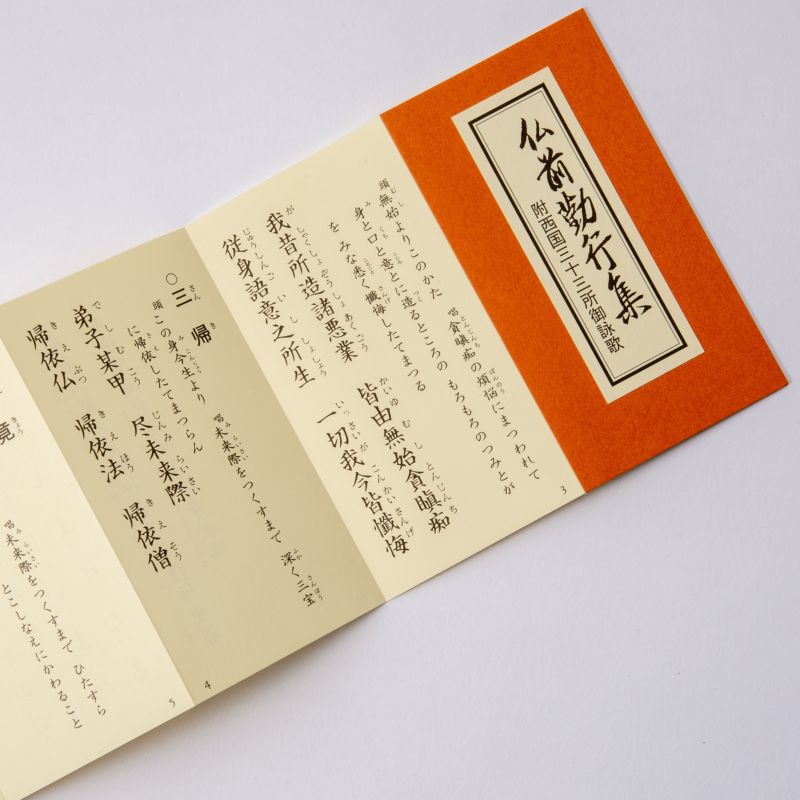 仏前勤行集
附西国三十三所御詠歌
頭無始よりこのかた 唱貪瞋痴の煩悩にまつわれて
身と口と意とに造るところの もろもろのつみとが
を みな悉く懺悔したてまつる
我昔所造諸悪業 皆由無始貪瞋痴
従身語意之所生 一切我今皆懺悔
3
○三帰
頭この身今生より 唱未来際をつくすまで 深く三宝
に帰依したてまつらん
弟子某甲 尽未来際
帰依仏 帰依法 帰依僧
4
竟
唱未来際をつくすまで ひたすら
とこしなえにかわること
5